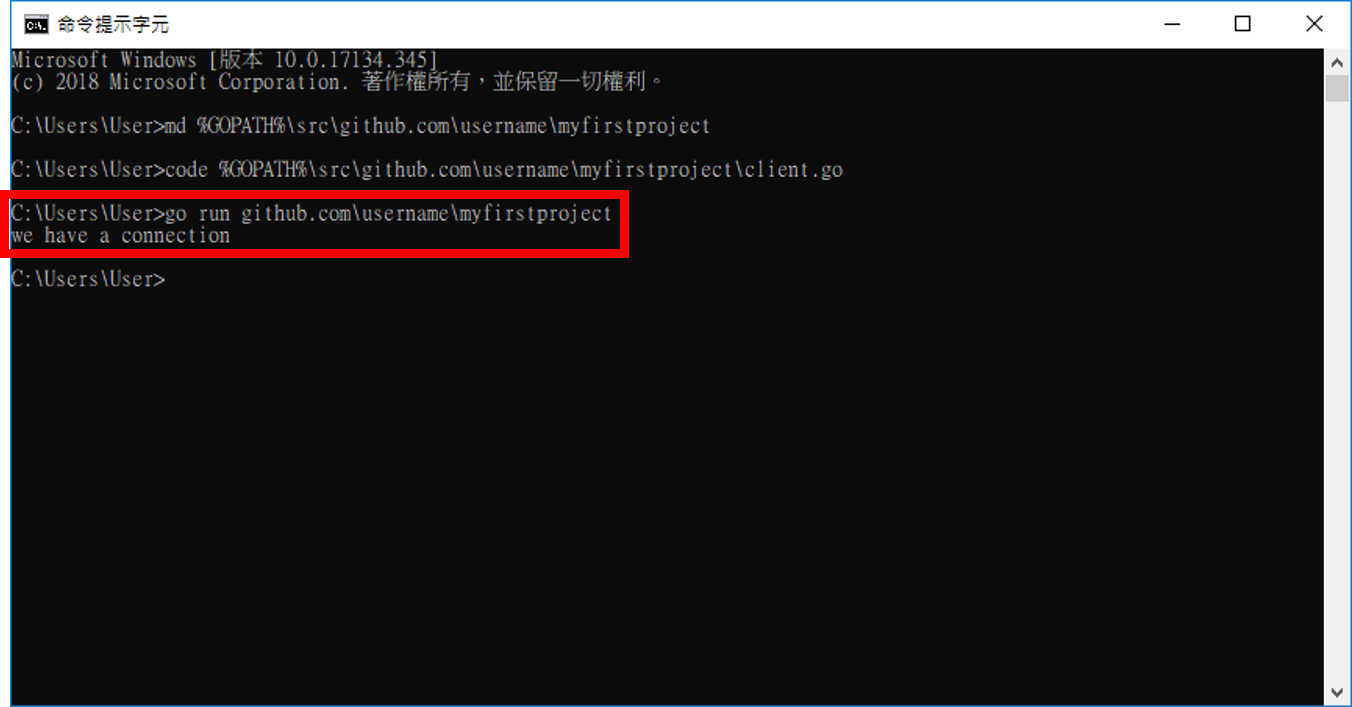 命令提示字元
Microsoft Windows [版本 10.0.17134.345]
(c) 2018 Microsoft Corporation. 著作權所有，並保留一切權利。
C:\Users\User>md %GOPATH%\src\github.com\username\myfirstproject
C:\Users\User>code %GOPATH%\src\github.com\username\myfirstproject\client.go
C:\Users\User>go run github.com\username\myfirstproject
we have a connection
C:\Users\User>